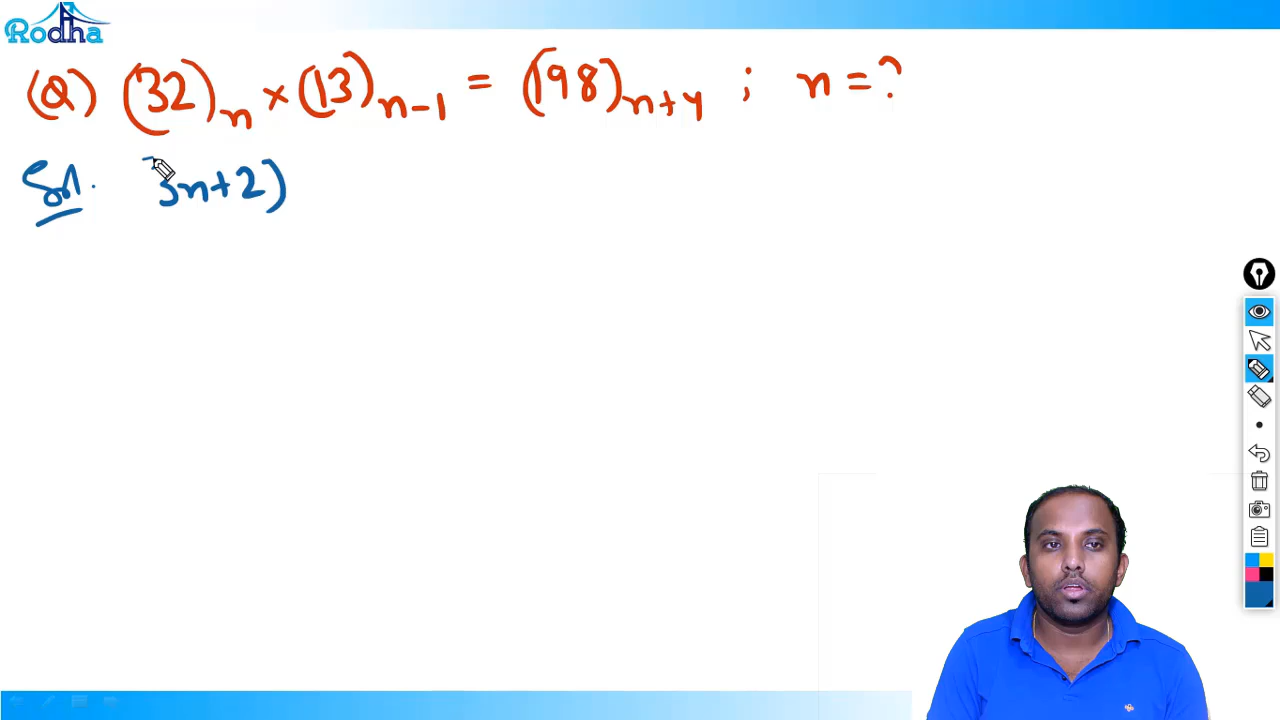 Rodha
(Q) (32)n × (13)n-1 = (198)n+4 ; n = ?
Sol. 3n+2)